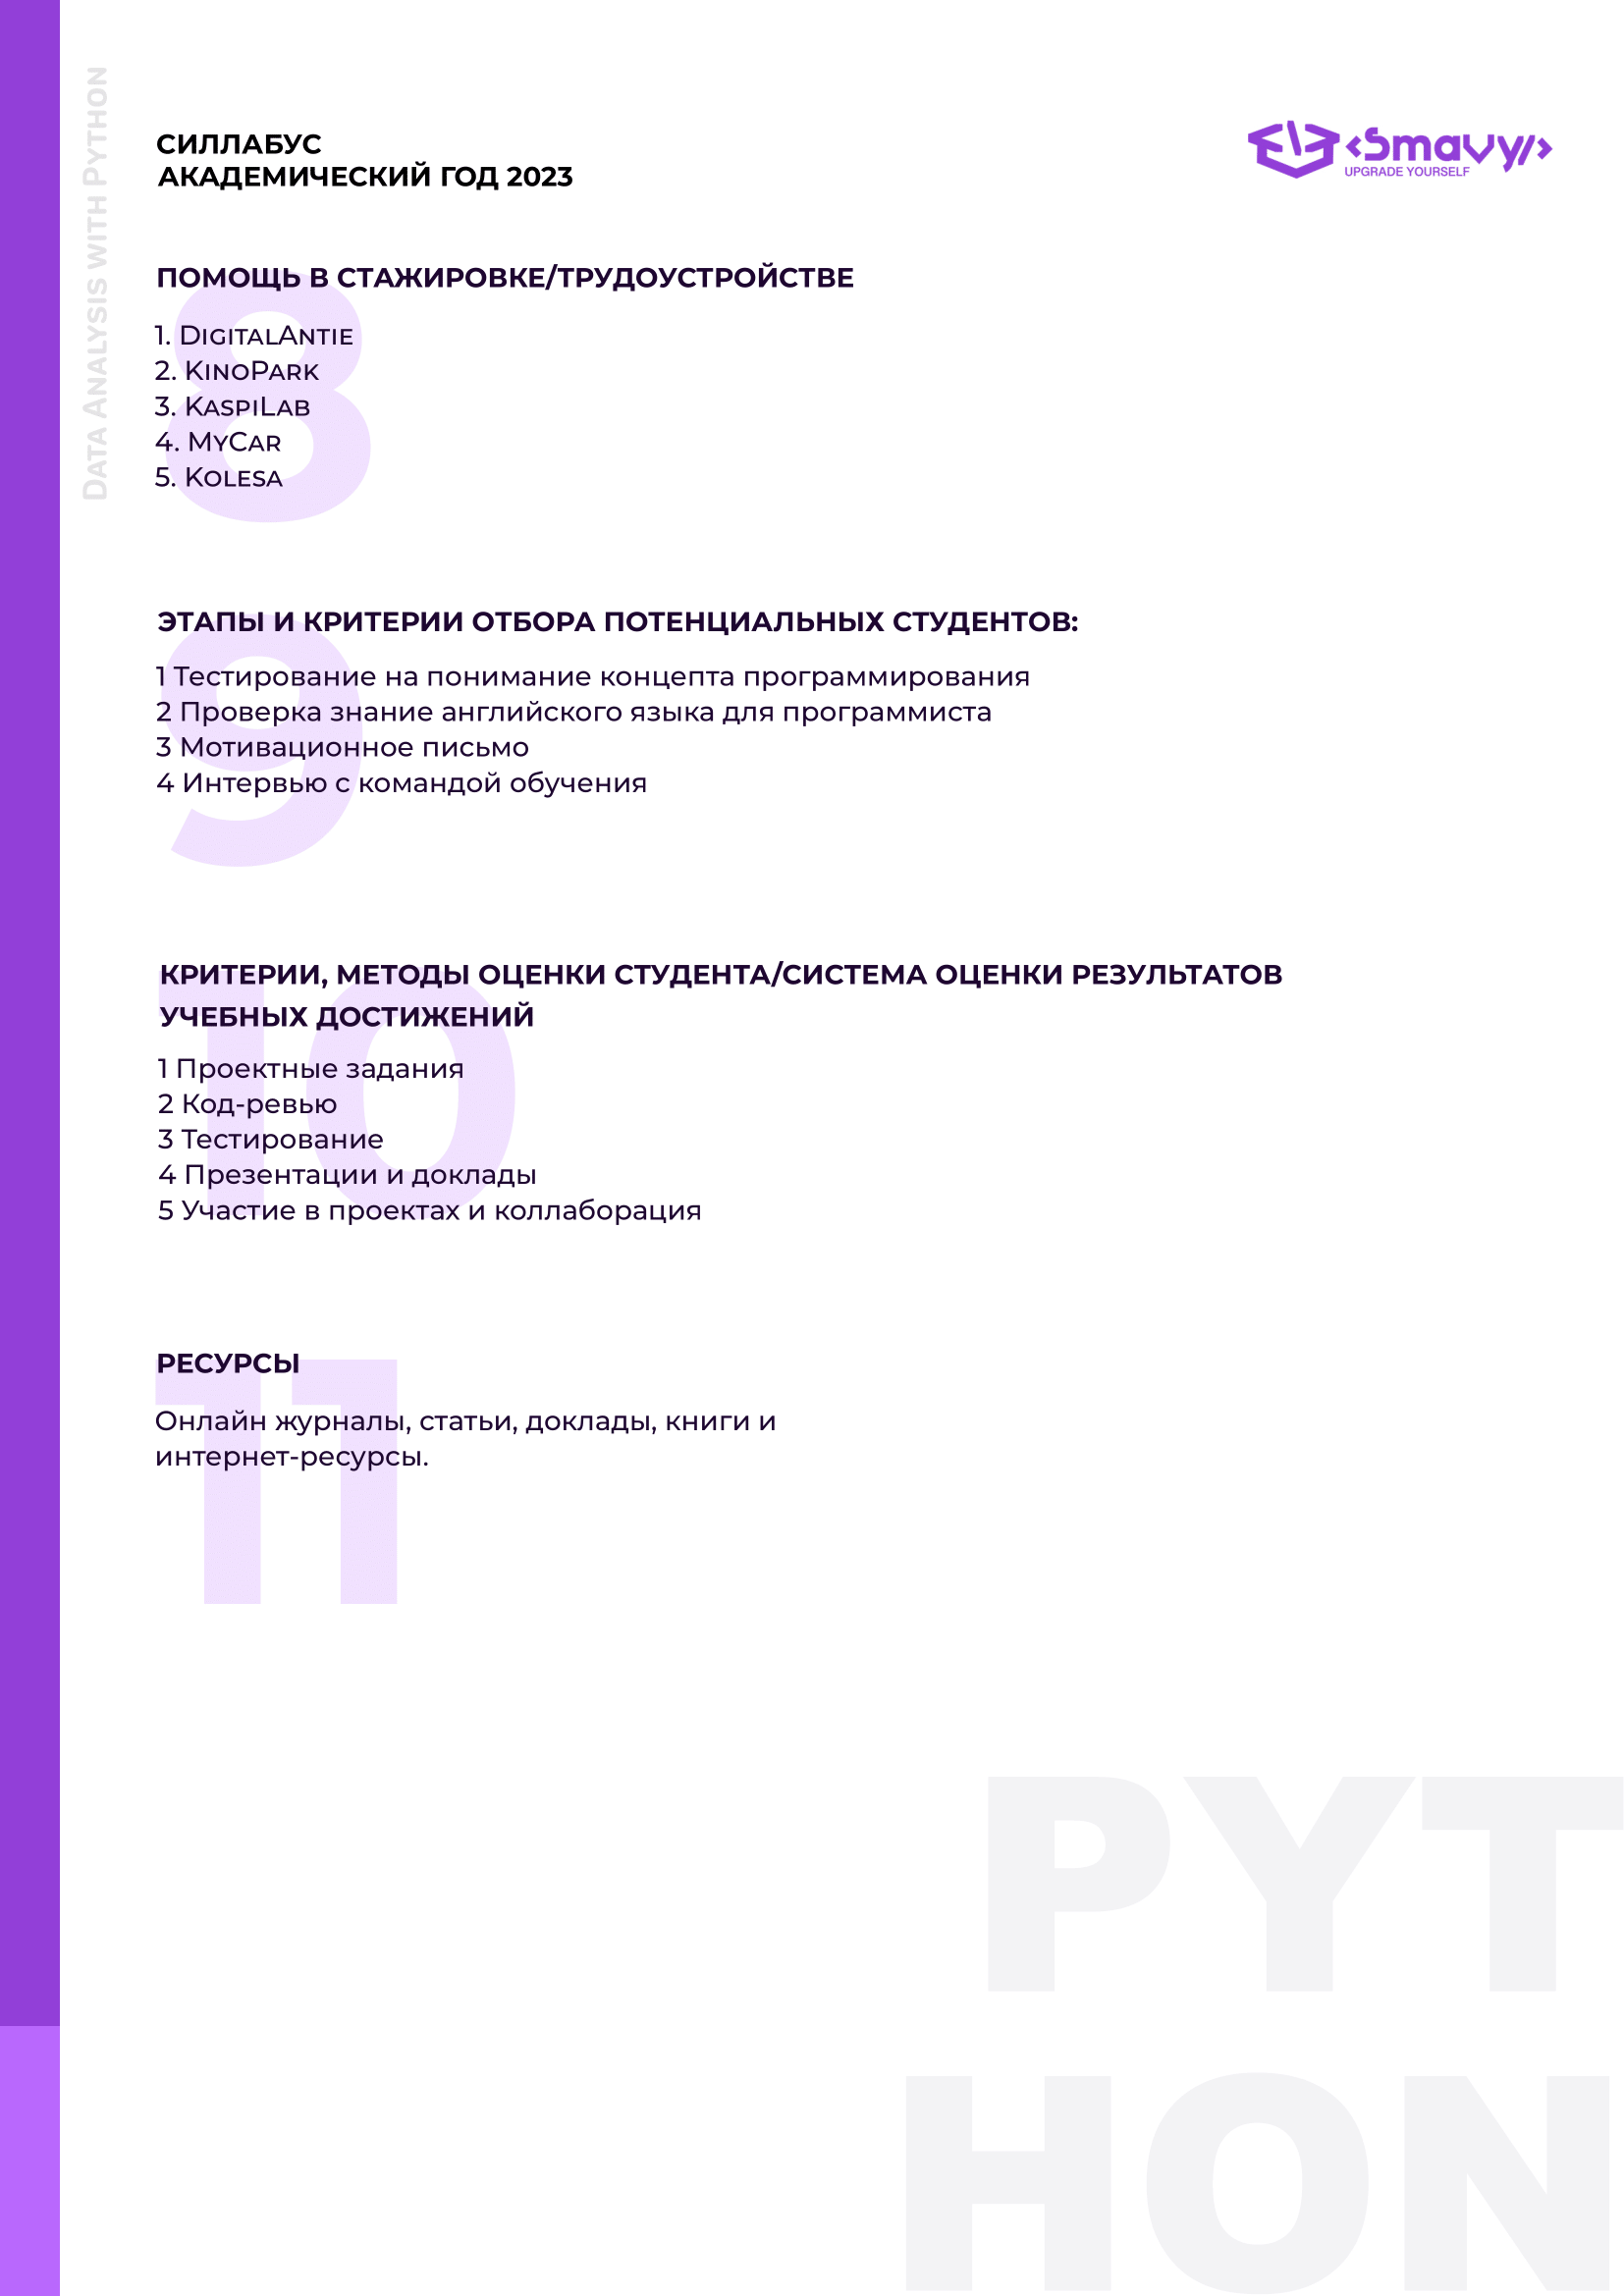 Data Analysis with Python
СИЛЛАБУС
АКАДЕМИЧЕСКИЙ ГОД 2023
<Smavy/>
UPGRADE YOURSELF
8
ПОМОЩЬ В СТАЖИРОВКЕ/ТРУДОУСТРОЙСТВЕ
1. DigitalAntie
2. KinoPark
3. KaspiLab
4. MyCar
5. Kolesa
9
ЭТАПЫ И КРИТЕРИИ ОТБОРА ПОТЕНЦИАЛЬНЫХ СТУДЕНТОВ:
1 Тестирование на понимание концепта программирования
2 Проверка знание английского языка для программиста
3 Мотивационное письмо
4 Интервью с командой обучения
10
КРИТЕРИИ, МЕТОДЫ ОЦЕНКИ СТУДЕНТА/СИСТЕМА ОЦЕНКИ РЕЗУЛЬТАТОВ
УЧЕБНЫХ ДОСТИЖЕНИЙ
1 Проектные задания
2 Код-ревью
3 Тестирование
4 Презентации и доклады
5 Участие в проектах и коллаборация
11
РЕСУРСЫ
Онлайн журналы, статьи, доклады, книги и
интернет-ресурсы.
PYT
HON